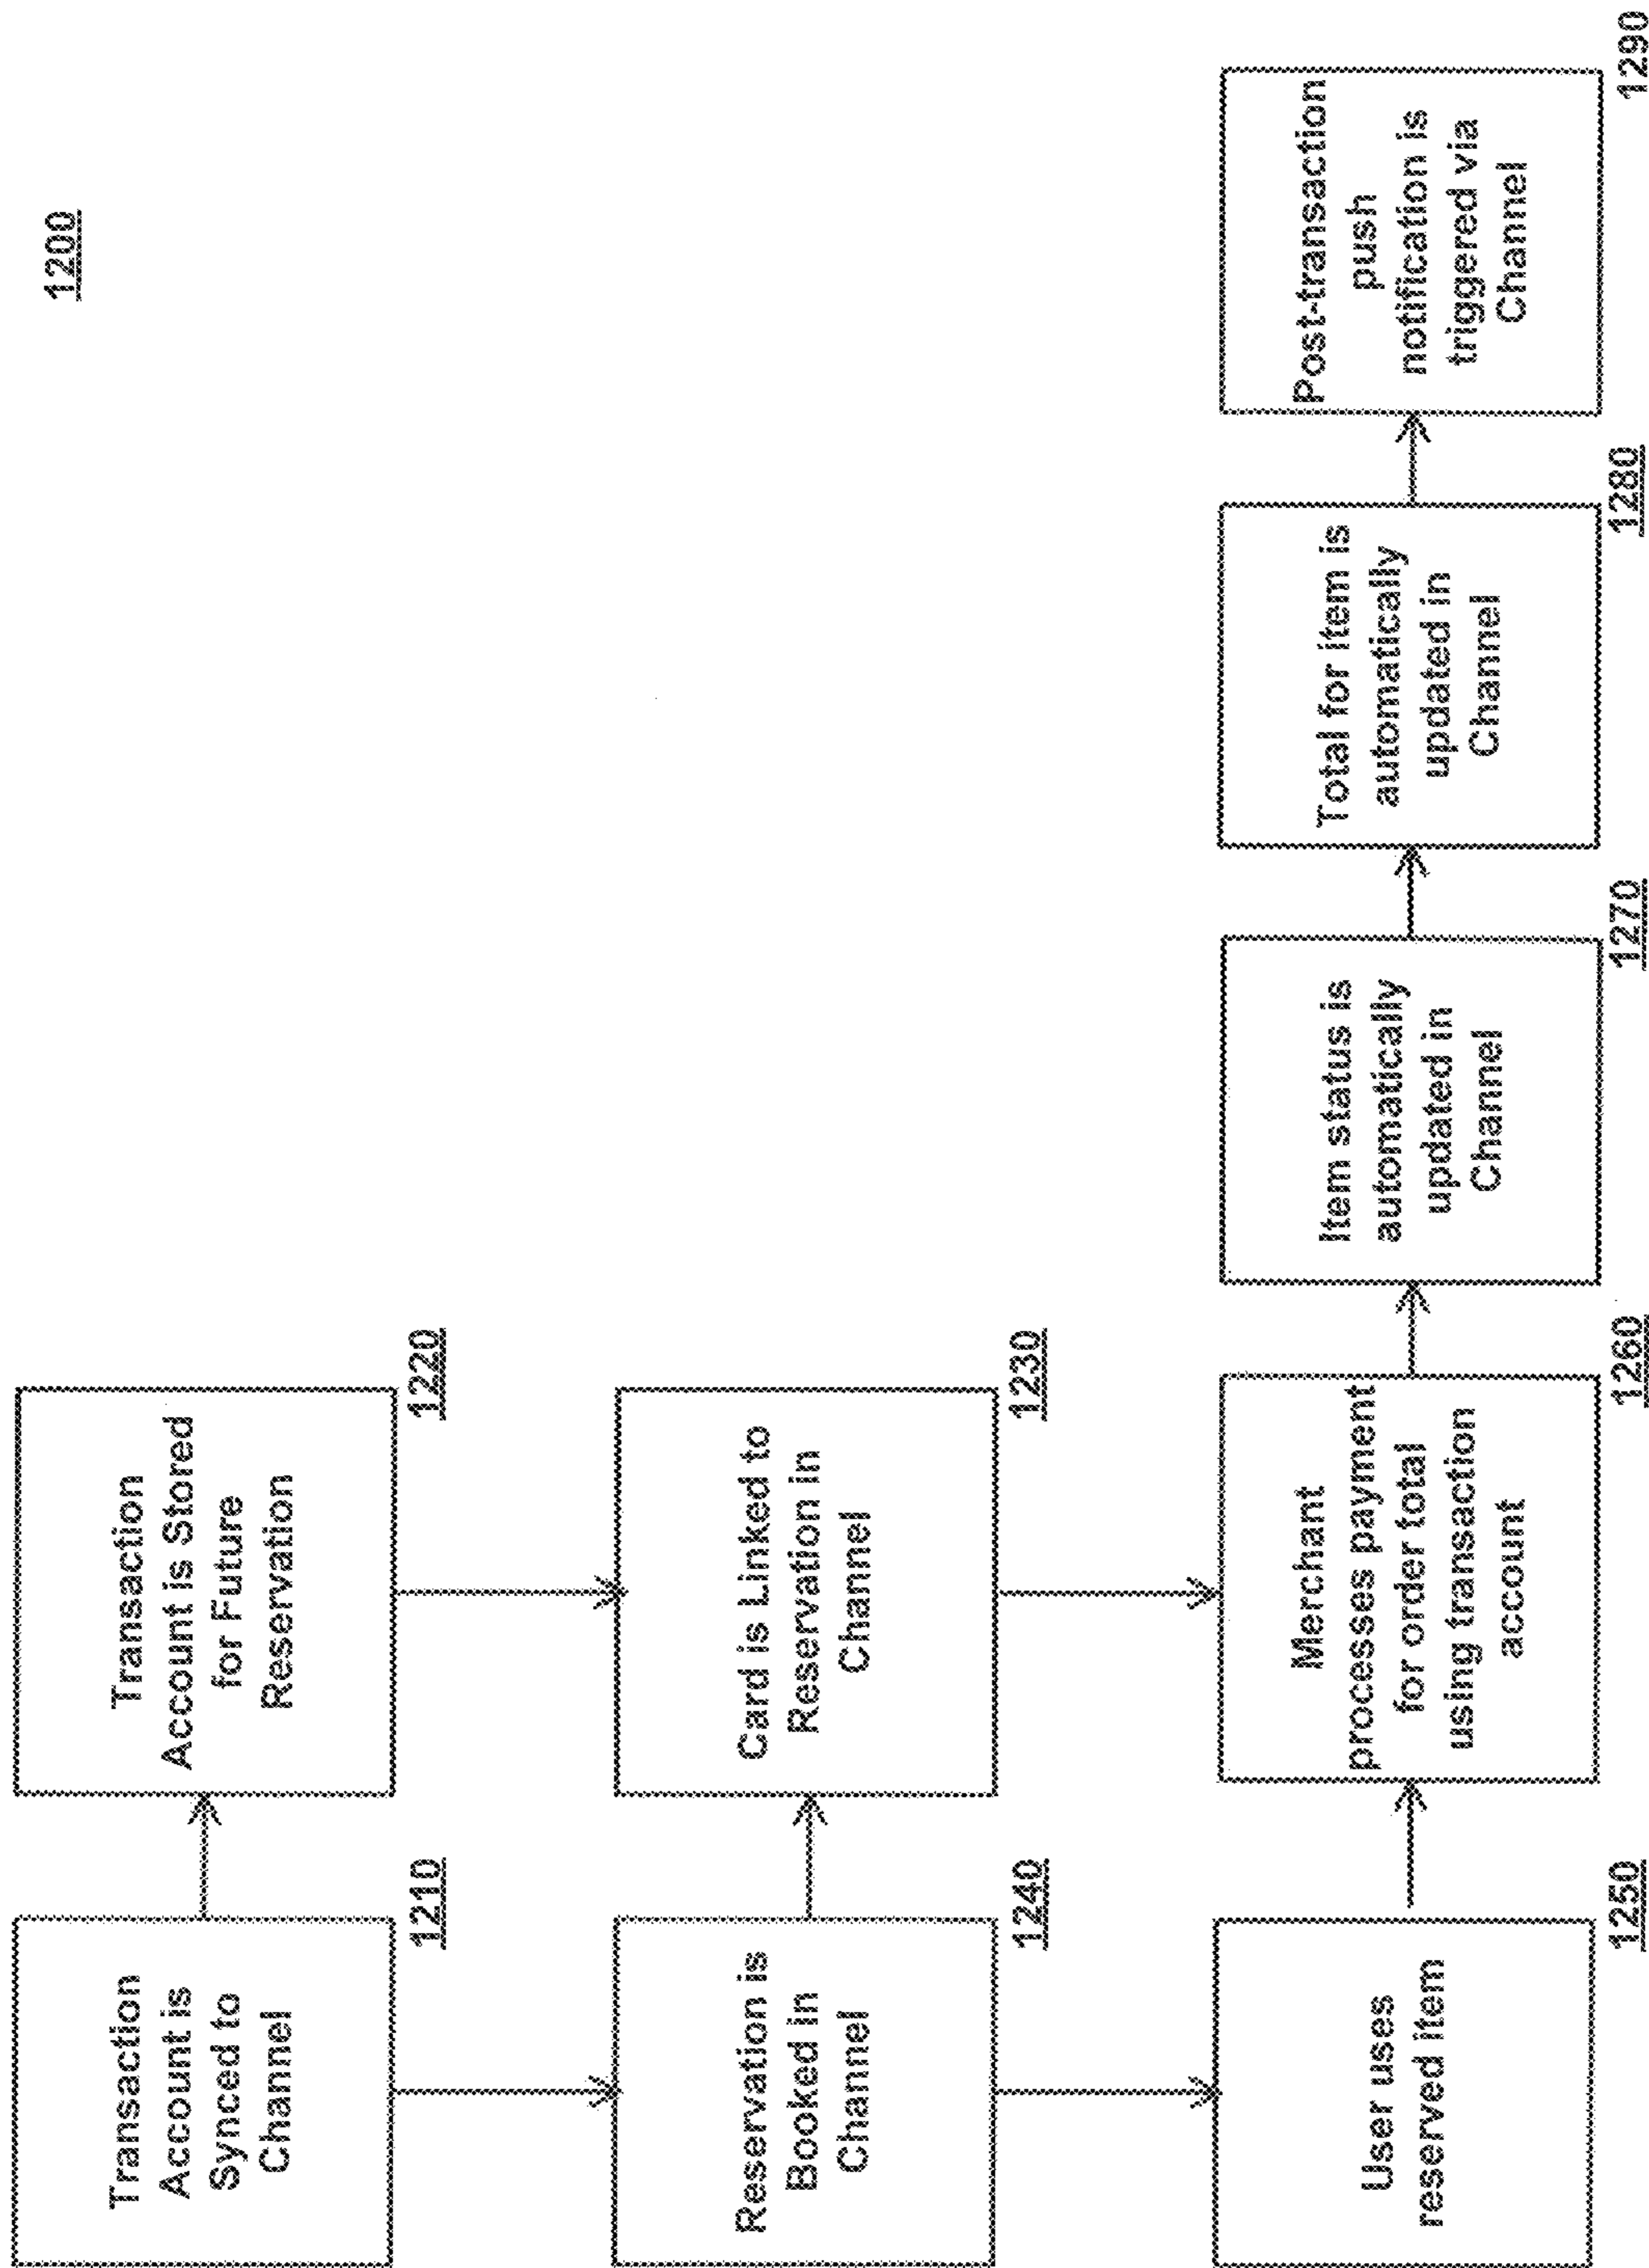 1200
Transaction
Account is
Synced to
Channel
1210
Transaction
Account is Stored
for Future
Reservation
1220
Reservation is
Booked in
Channel
1240
Card is Linked to
Reservation in
Channel
1230
User uses
reserved item
1250
Merchant
processes payment
for order total
using transaction
account
1260
Item status is
automatically
updated in
Channel
1270
Total for item is
automatically
updated in
Channel
1280
Post-transaction
push
notification is
triggered via
Channel
1290